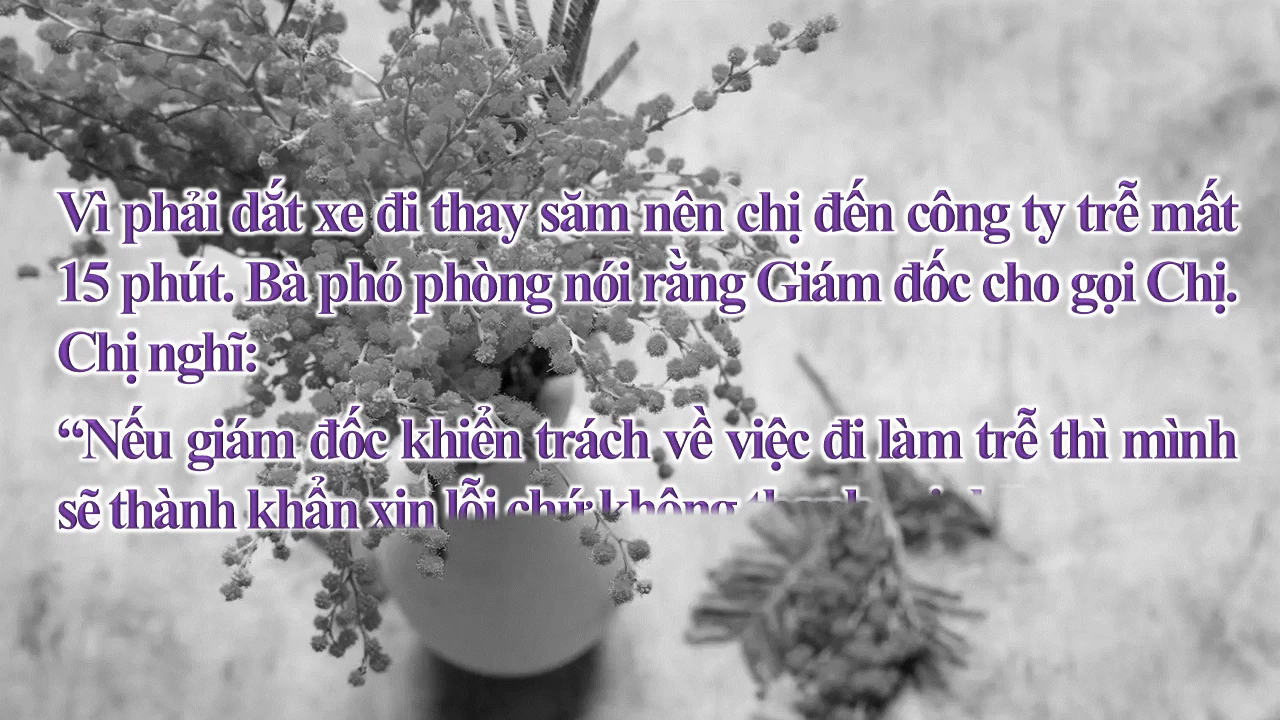 Vì phải dắt xe đi thay săm nên chị đến công ty trễ mất
15 phút. Bà phó phòng nói rằng Giám đốc cho gọi Chị.
Chị nghĩ:
“Nếu giám đốc khiển trách về việc đi làm trễ thì mình
sẽ thành khẩn xin lỗi chứ không